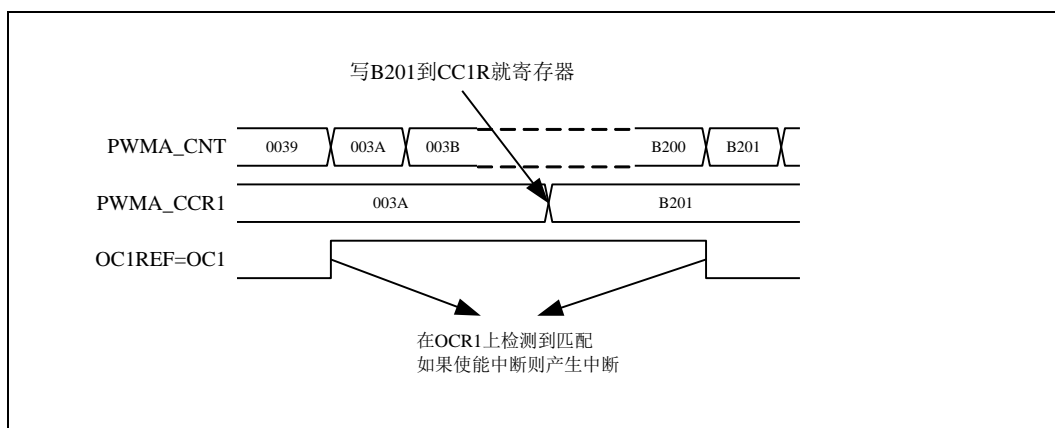 写B201到CC1R就寄存器
PWMA_CNT 0039 003A 003B B200 B201
PWMA_CCR1 003A B201
OC1REF=OC1
在OCR1上检测到匹配
如果使能中断则产生中断